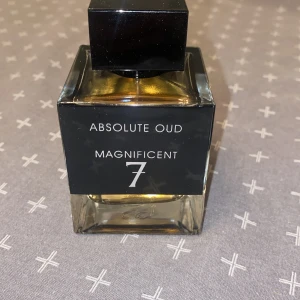 ABSOLUTE OUD
MAGNIFICENT
7